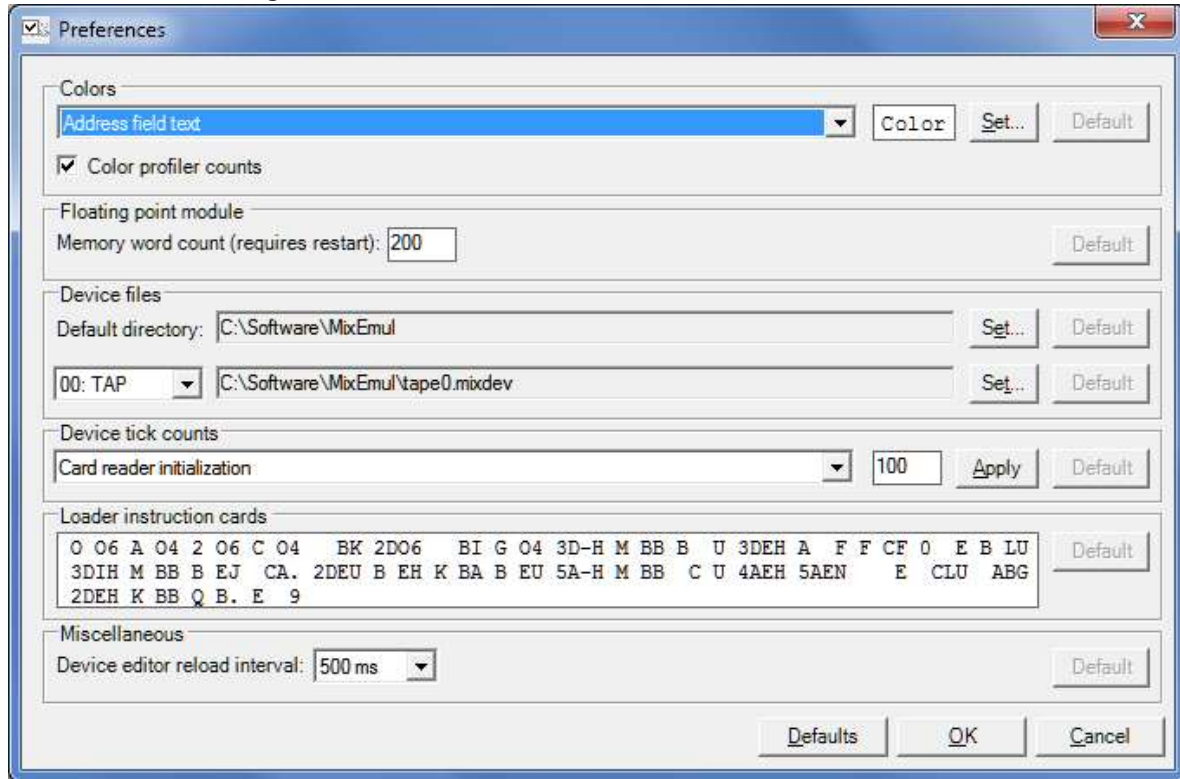 Preferences
Colors
Address field text Color Set... Default
Color profiler counts
Floating point module
Memory word count (requires restart): 200 Default
Device files
Default directory: C:\Software\MixEmul Set... Default
00: TAP C:\Software\MixEmul\tape0.mixdev Set... Default
Device tick counts
Card reader initialization 100 Apply Default
Loader instruction cards
O O6 A O4 2 O6 C O4   BK 2DO6   BI G O4 3D-H M BB B  U 3DEH A  F F CF 0  E B LU
3DIH M BB B EJ  CA. 2DEU B EH K BA B EU 5A-H M BB  C U 4AEH 5AEN    E  CLU  ABG
2DEH K BB Q B. E  9
Default
Miscellaneous
Device editor reload interval: 500 ms Default
Defaults OK Cancel